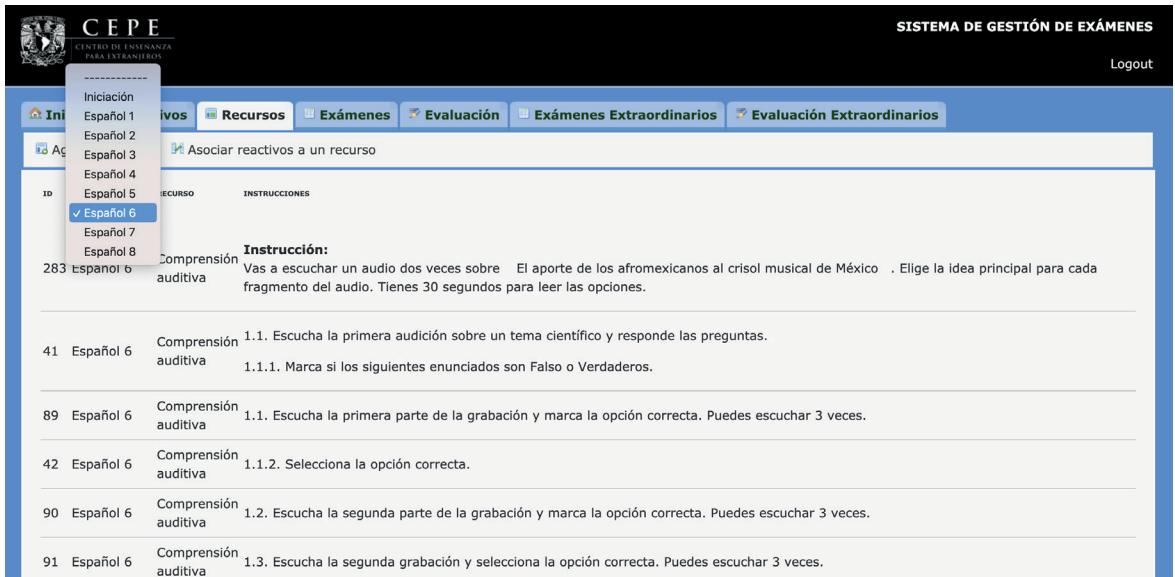 CEPE
CENTRO DE ENSEÑANZA
PARA EXTRANJEROS
SISTEMA DE GESTIÓN DE EXÁMENES
Logout
------------
Iniciación
Español 1
Español 2
Español 3
Español 4
Español 5
✓ Español 6
Español 7
Español 8
Recursos
Exámenes
Evaluación
Exámenes Extraordinarios
Evaluación Extraordinarios
Asociar reactivos a un recurso
ID INSTRUCCIONES
Instrucción:
283 Español 6 Comprensión auditiva
Vas a escuchar un audio dos veces sobre El aporte de los afromexicanos al crisol musical de México . Elige la idea principal para cada
fragmento del audio. Tienes 30 segundos para leer las opciones.
41 Español 6 Comprensión auditiva
1.1. Escucha la primera audición sobre un tema científico y responde las preguntas.
1.1.1. Marca si los siguientes enunciados son Falso o Verdaderos.
89 Español 6 Comprensión auditiva
1.1. Escucha la primera parte de la grabación y marca la opción correcta. Puedes escuchar 3 veces.
42 Español 6 Comprensión auditiva
1.1.2. Selecciona la opción correcta.
90 Español 6 Comprensión auditiva
1.2. Escucha la segunda parte de la grabación y marca la opción correcta. Puedes escuchar 3 veces.
91 Español 6 Comprensión auditiva
1.3. Escucha la segunda grabación y selecciona la opción correcta. Puedes escuchar 3 veces.